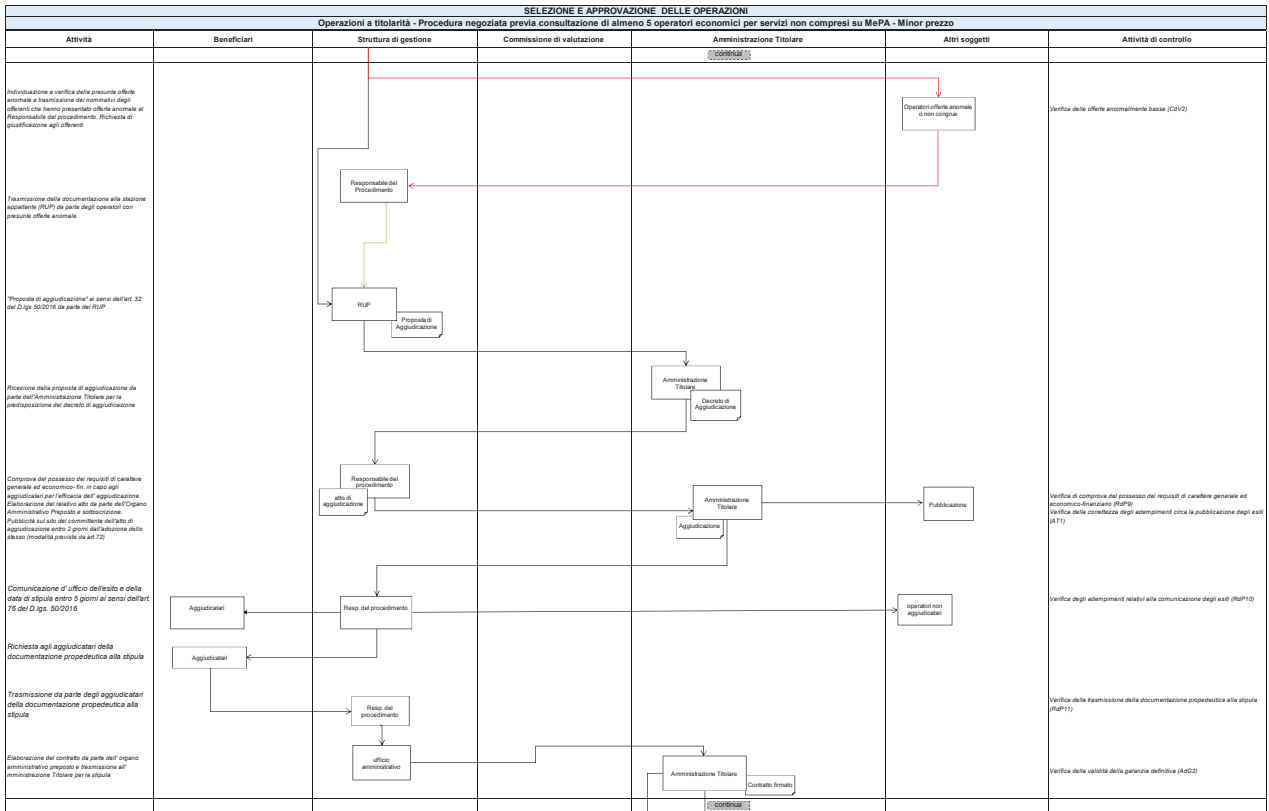 SELEZIONE E APPROVAZIONE DELLE OPERAZIONI
Operazioni a titolarità - Procedura negoziata previa consultazione di almeno 5 operatori economici per servizi non compresi su MePA - Minor prezzo
Attività
Beneficiari
Struttura di gestione
Commissione di valutazione
Amministrazione Titolare
Altri soggetti
Attività di controllo
continua
Individuazione e verifica delle presunte offerte
anomale e trasmissione dei nominativi degli
offerenti che hanno presentato offerte anomale al
Responsabile del procedimento. Richiesta di
giustificazione agli offerenti
Operatori offerte anomale
o non congrue
Verifica delle offerte anormalmente basse (CdV2)
Trasmissione della documentazione alla stazione
appaltante (RUP) da parte degli operatori con
presunte offerte anomale
Responsabile del
Procedimento
"Proposta di aggiudicazione" ai sensi dell'art. 32
del D.lgs 50/2016 da parte del RUP
RUP
Proposta di
Aggiudicazione
Ricezione della proposta di aggiudicazione da
parte dell'Amministrazione Titolare per la
predisposizione del decreto di aggiudicazione
Amministrazione
Titolare
Decreto di
Aggiudicazione
Comprova del possesso dei requisiti di carattere
generale ed economico- fin. in capo agli
aggiudicatari per l'efficacia dell' aggiudicazione.
Elaborazione del relativo atto da parte dell'Organo
Amministrativo Preposto e sottoscrizione.
Pubblicità sul sito del committente dell'atto di
aggiudicazione entro 2 giorni dall'adozione dello
stesso (modalità previste da art.72)
Responsabile del
procedimento
atto di
aggiudicazione
Amministrazione
Titolare
Aggiudicazione
Pubblicazione
Verifica di comprova del possesso dei requisiti di carattere generale ed
economico-finanziario (RdP9)
Verifica della correttezza degli adempimenti circa la pubblicazione degli esiti
(AT1)
Comunicazione d' ufficio dell'esito e della
data di stipula entro 5 giorni ai sensi dell'art.
76 del D.lgs. 50/2016
Aggiudicatari
Resp. del procedimento
operatori non
aggiudicatari
Verifica degli adempimenti relativi alla comunicazione degli esiti (RdP10)
Richiesta agli aggiudicatari della
documentazione propedeutica alla stipula
Aggiudicatari
Trasmissione da parte degli aggiudicatari
della documentazione propedeutica alla
stipula
Resp. del
procedimento
Verifica della trasmissione della documentazione propedeutica alla stipula
(RdP11)
Elaborazione del contratto da parte dell' organo
amministrativo preposto e trasmissione all'
mministrazione Titolare per la stipula
ufficio
amministrativo
Amministrazione Titolare
Contratto firmato
Verifica della validità della garanzia definitiva (AdG2)
continua